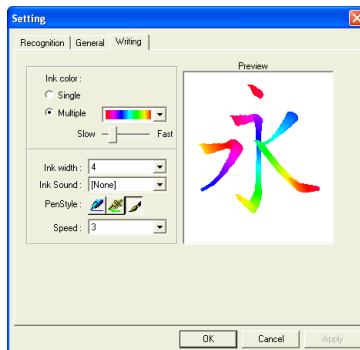 Setting
Recognition General Writing
Ink color :
Single
Multiple
Slow Fast
Ink width : 4
Ink Sound : [None]
PenStyle :
Speed : 3
Preview
永
OK Cancel Apply